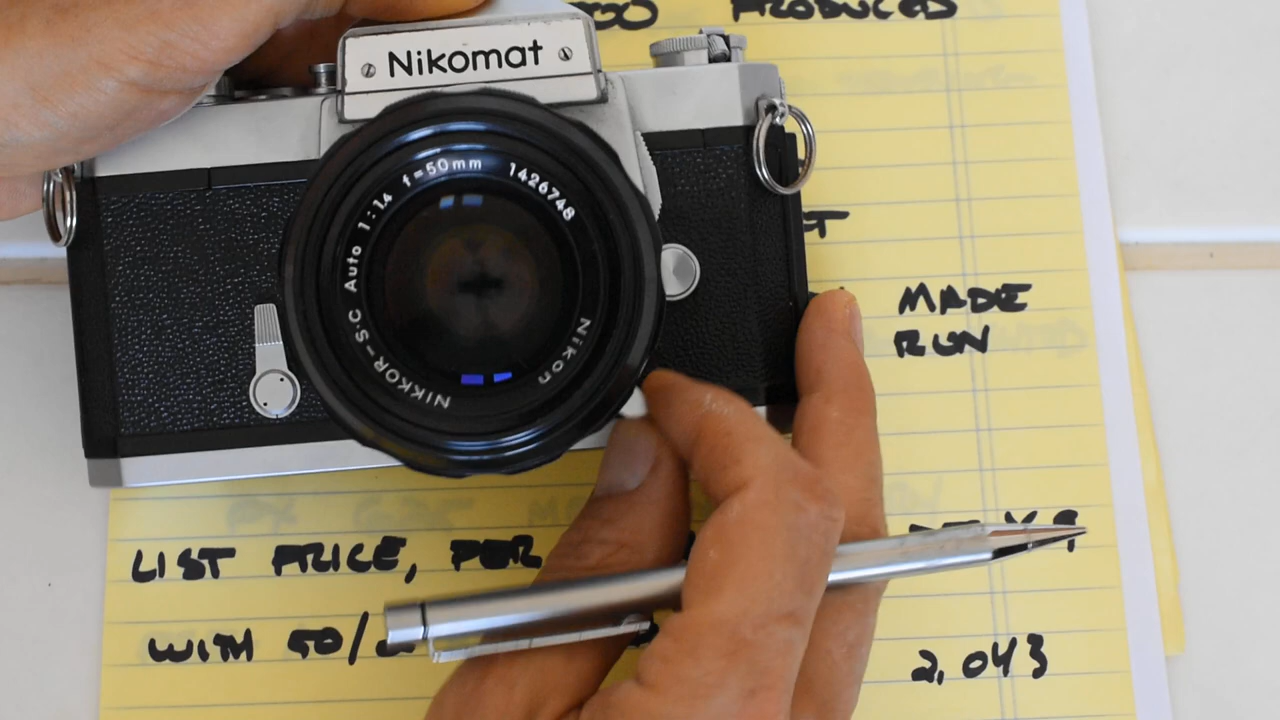 PRODUCED
Nikomat
NIKKOR-S·C Auto 1:1.4 f=50mm 1426748
Nikon
MADE
RUN
LIST PRICE, PER
WITH 50/
2,043